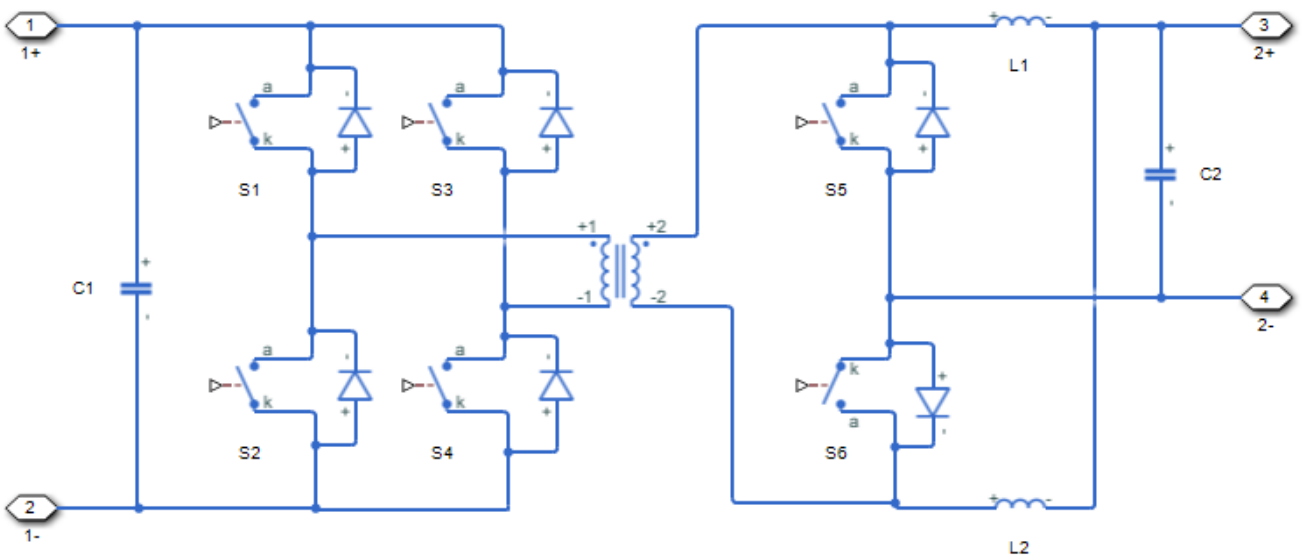 1
1+
C1
+
-
2
1-
a
k
-
+
S1
a
k
-
+
S3
a
k
-
+
S2
a
k
-
+
S4
+1
+2
-1
-2
a
k
-
+
S5
k
a
+
-
S6
+
-
L1
+
-
L2
+
-
C2
3
2+
4
2-